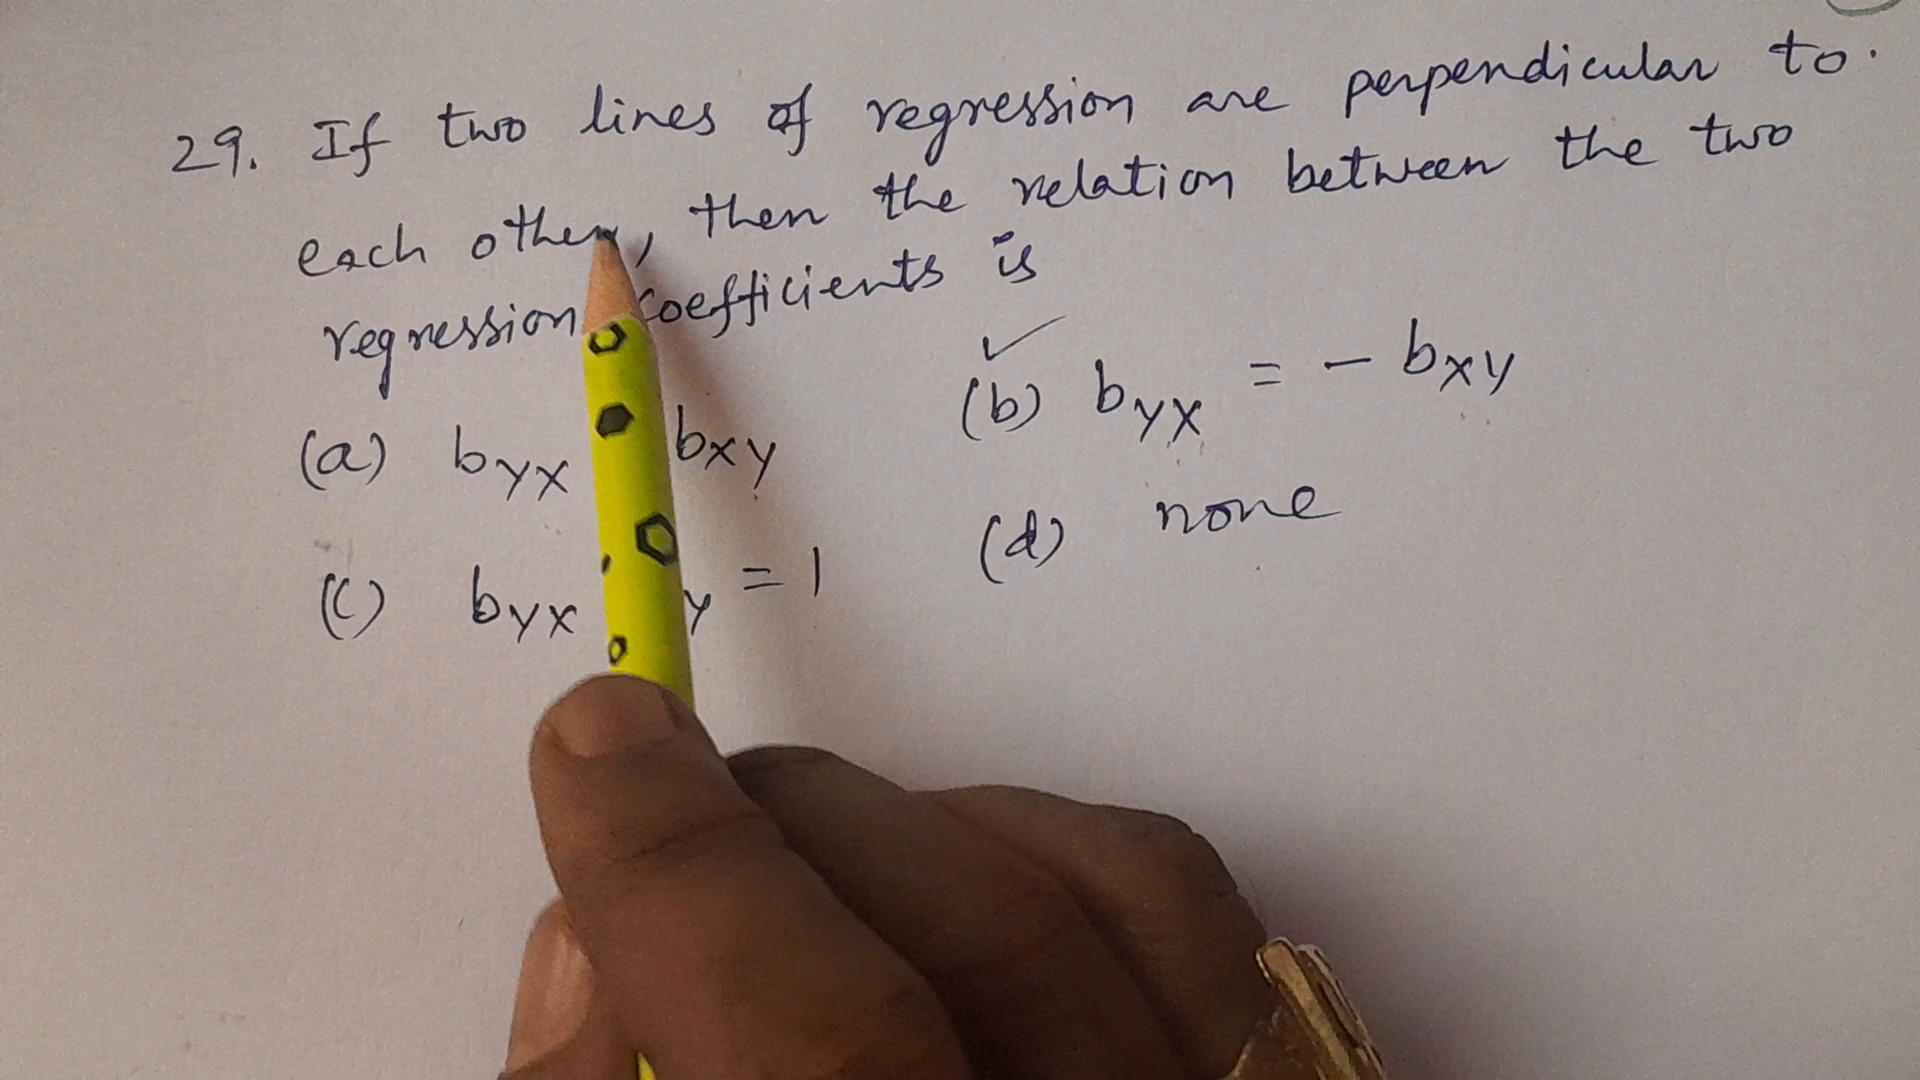 29. If two lines of regression are perpendicular to
each other, then the relation between the two
regression coefficients is
(a) byx bxy
(b) byx = - bxy
(c) byx y = 1
(d) none